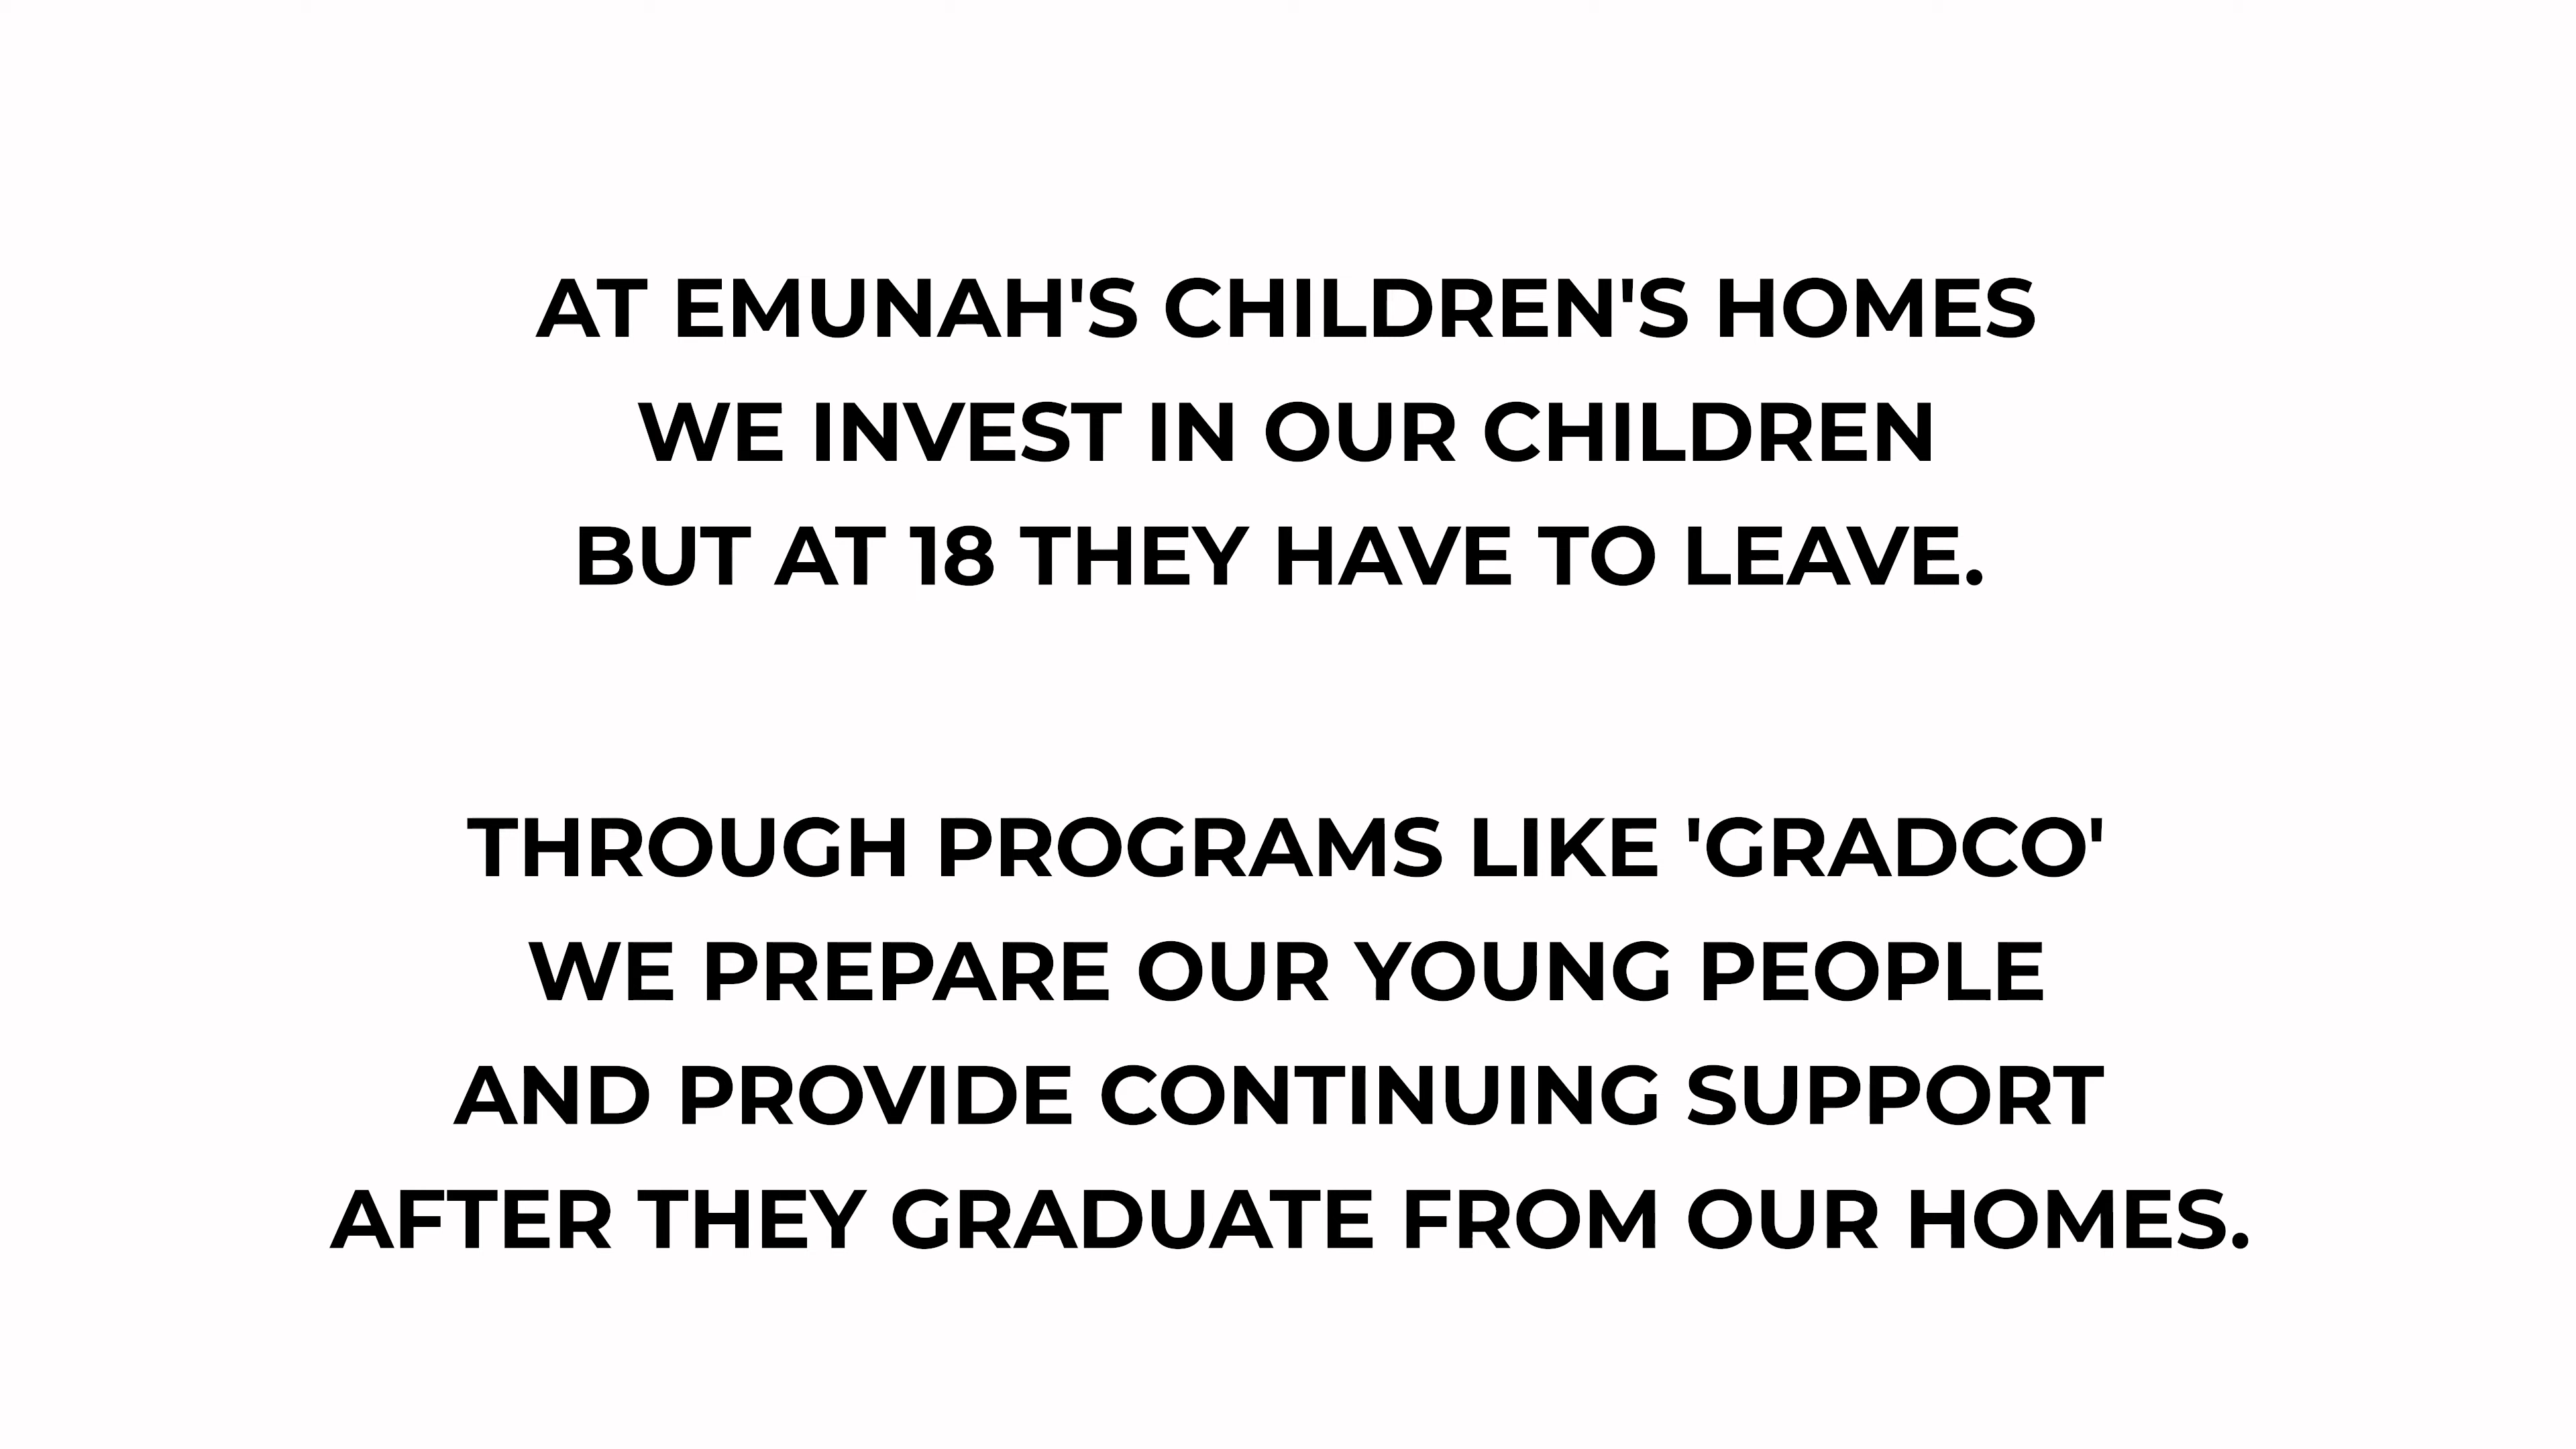 AT EMUNAH'S CHILDREN'S HOMES
WE INVEST IN OUR CHILDREN
BUT AT 18 THEY HAVE TO LEAVE.
THROUGH PROGRAMS LIKE 'GRADCO'
WE PREPARE OUR YOUNG PEOPLE
AND PROVIDE CONTINUING SUPPORT
AFTER THEY GRADUATE FROM OUR HOMES.